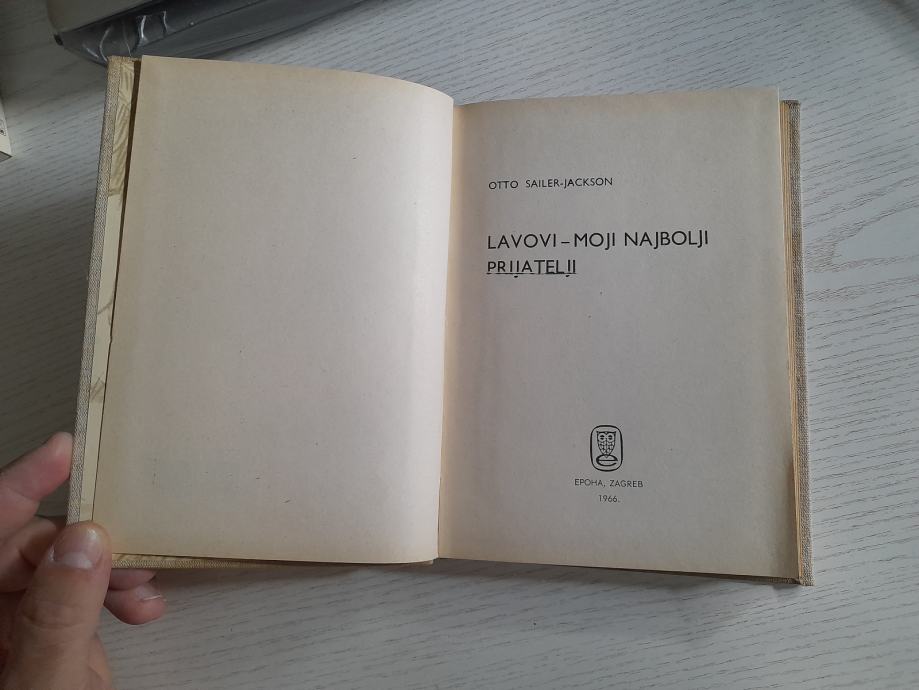 OTTO SAILER-JACKSON
LAVOVI – MOJI NAJBOLJI
PRIJATELJI
EPOHA, ZAGREB
1966.